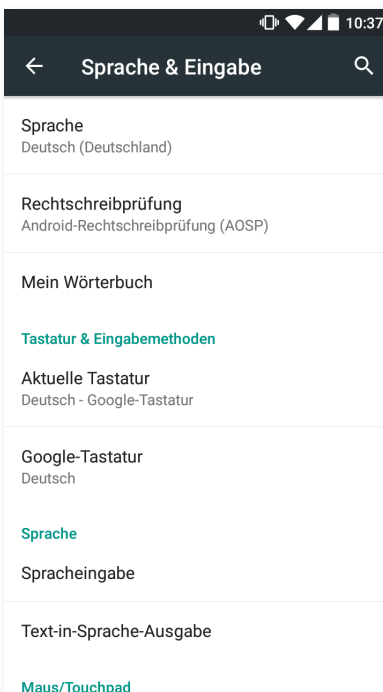 10:37
Sprache & Eingabe
Sprache
Deutsch (Deutschland)
Rechtschreibprüfung
Android-Rechtschreibprüfung (AOSP)
Mein Wörterbuch
Tastatur & Eingabemethoden
Aktuelle Tastatur
Deutsch - Google-Tastatur
Google-Tastatur
Deutsch
Sprache
Spracheingabe
Text-in-Sprache-Ausgabe
Maus/Touchpad